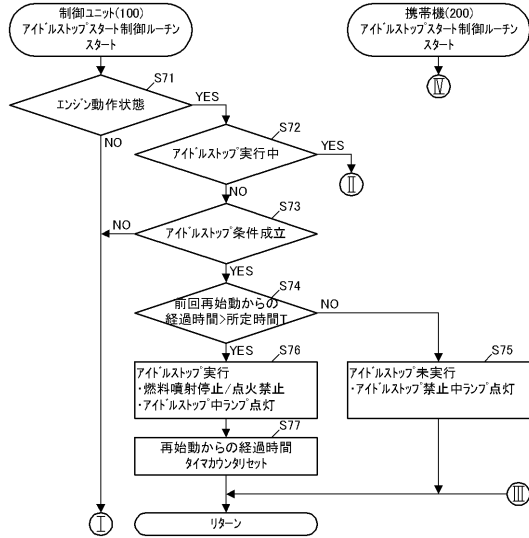 制御ユニット(100)
アイドルストップスタート制御ルーチン
スタート
携帯機(200)
アイドルストップスタート制御ルーチン
スタート
S71
エンジン動作状態
YES
NO
Ⅳ
S72
アイドルストップ実行中
YES
NO
Ⅱ
S73
アイドルストップ条件成立
NO
YES
S74
前回再始動からの
経過時間>所定時間T
NO
YES
S76
アイドルストップ実行
・燃料噴射停止/点火禁止
・アイドルストップ中ランプ点灯
S75
アイドルストップ未実行
・アイドルストップ禁止中ランプ点灯
S77
再始動からの経過時間
タイマカウンタリセット
Ⅲ
Ⅰ
リターン